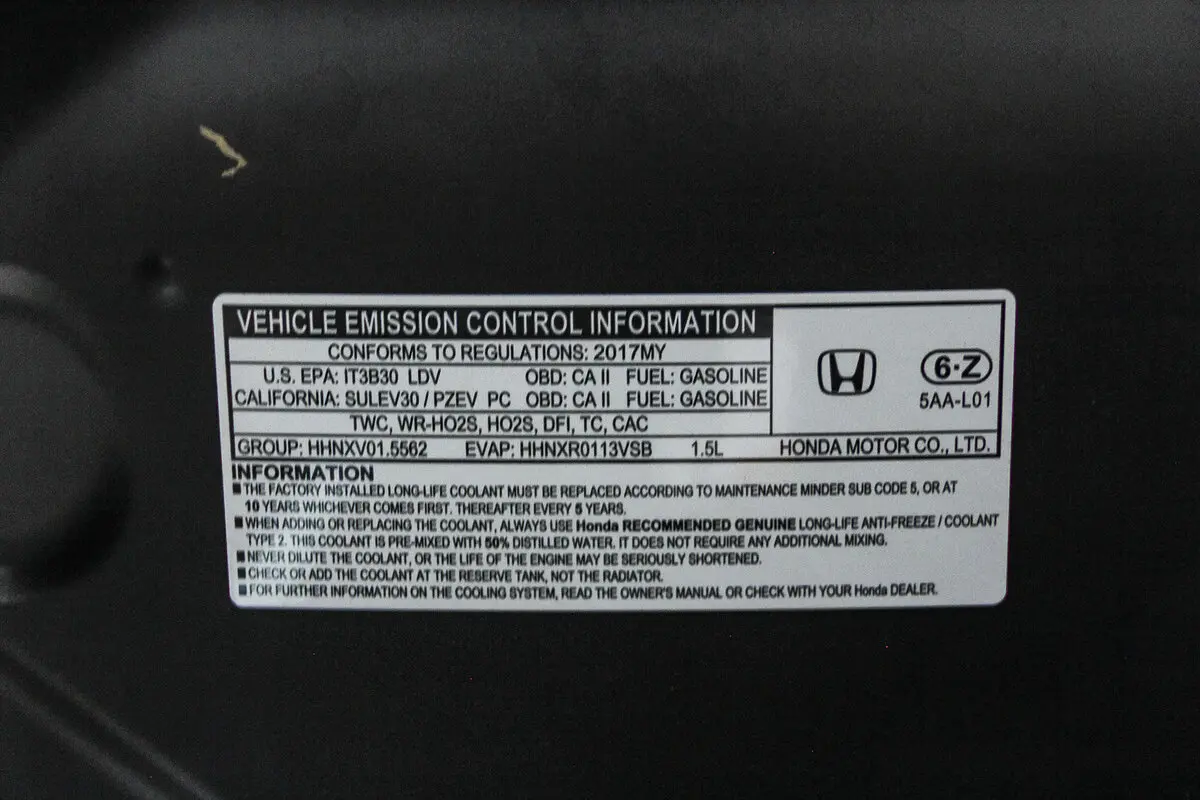 VEHICLE EMISSION CONTROL INFORMATION
CONFORMS TO REGULATIONS: 2017MY
U.S. EPA: IT3B30 LDV OBD: CA II FUEL: GASOLINE
CALIFORNIA: SULEV30 / PZEV PC OBD: CA II FUEL: GASOLINE
TWC, WR-HO2S, HO2S, DFI, TC, CAC
6·Z
5AA-L01
GROUP: HHNXV01.5562 EVAP: HHNXR0113VSB 1.5L HONDA MOTOR CO., LTD.
INFORMATION
■ THE FACTORY INSTALLED LONG-LIFE COOLANT MUST BE REPLACED ACCORDING TO MAINTENANCE MINDER SUB CODE 5, OR AT
10 YEARS WHICHEVER COMES FIRST. THEREAFTER EVERY 5 YEARS.
■ WHEN ADDING OR REPLACING THE COOLANT, ALWAYS USE Honda RECOMMENDED GENUINE LONG-LIFE ANTI-FREEZE / COOLANT
TYPE 2. THIS COOLANT IS PRE-MIXED WITH 50% DISTILLED WATER. IT DOES NOT REQUIRE ANY ADDITIONAL MIXING.
■ NEVER DILUTE THE COOLANT, OR THE LIFE OF THE ENGINE MAY BE SERIOUSLY SHORTENED.
■ CHECK OR ADD THE COOLANT AT THE RESERVE TANK, NOT THE RADIATOR.
■ FOR FURTHER INFORMATION ON THE COOLING SYSTEM, READ THE OWNER'S MANUAL OR CHECK WITH YOUR Honda DEALER.